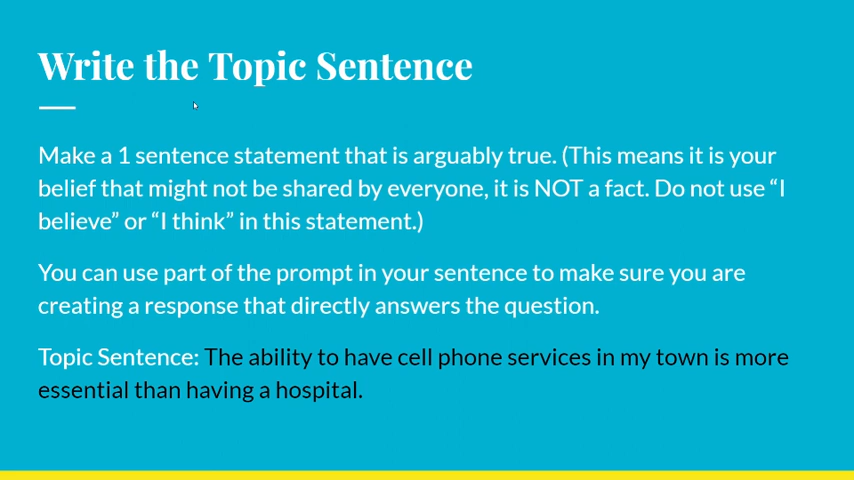 Write the Topic Sentence
Make a 1 sentence statement that is arguably true. (This means it is your
belief that might not be shared by everyone, it is NOT a fact. Do not use “I
believe” or “I think” in this statement.)
You can use part of the prompt in your sentence to make sure you are
creating a response that directly answers the question.
Topic Sentence: The ability to have cell phone services in my town is more
essential than having a hospital.